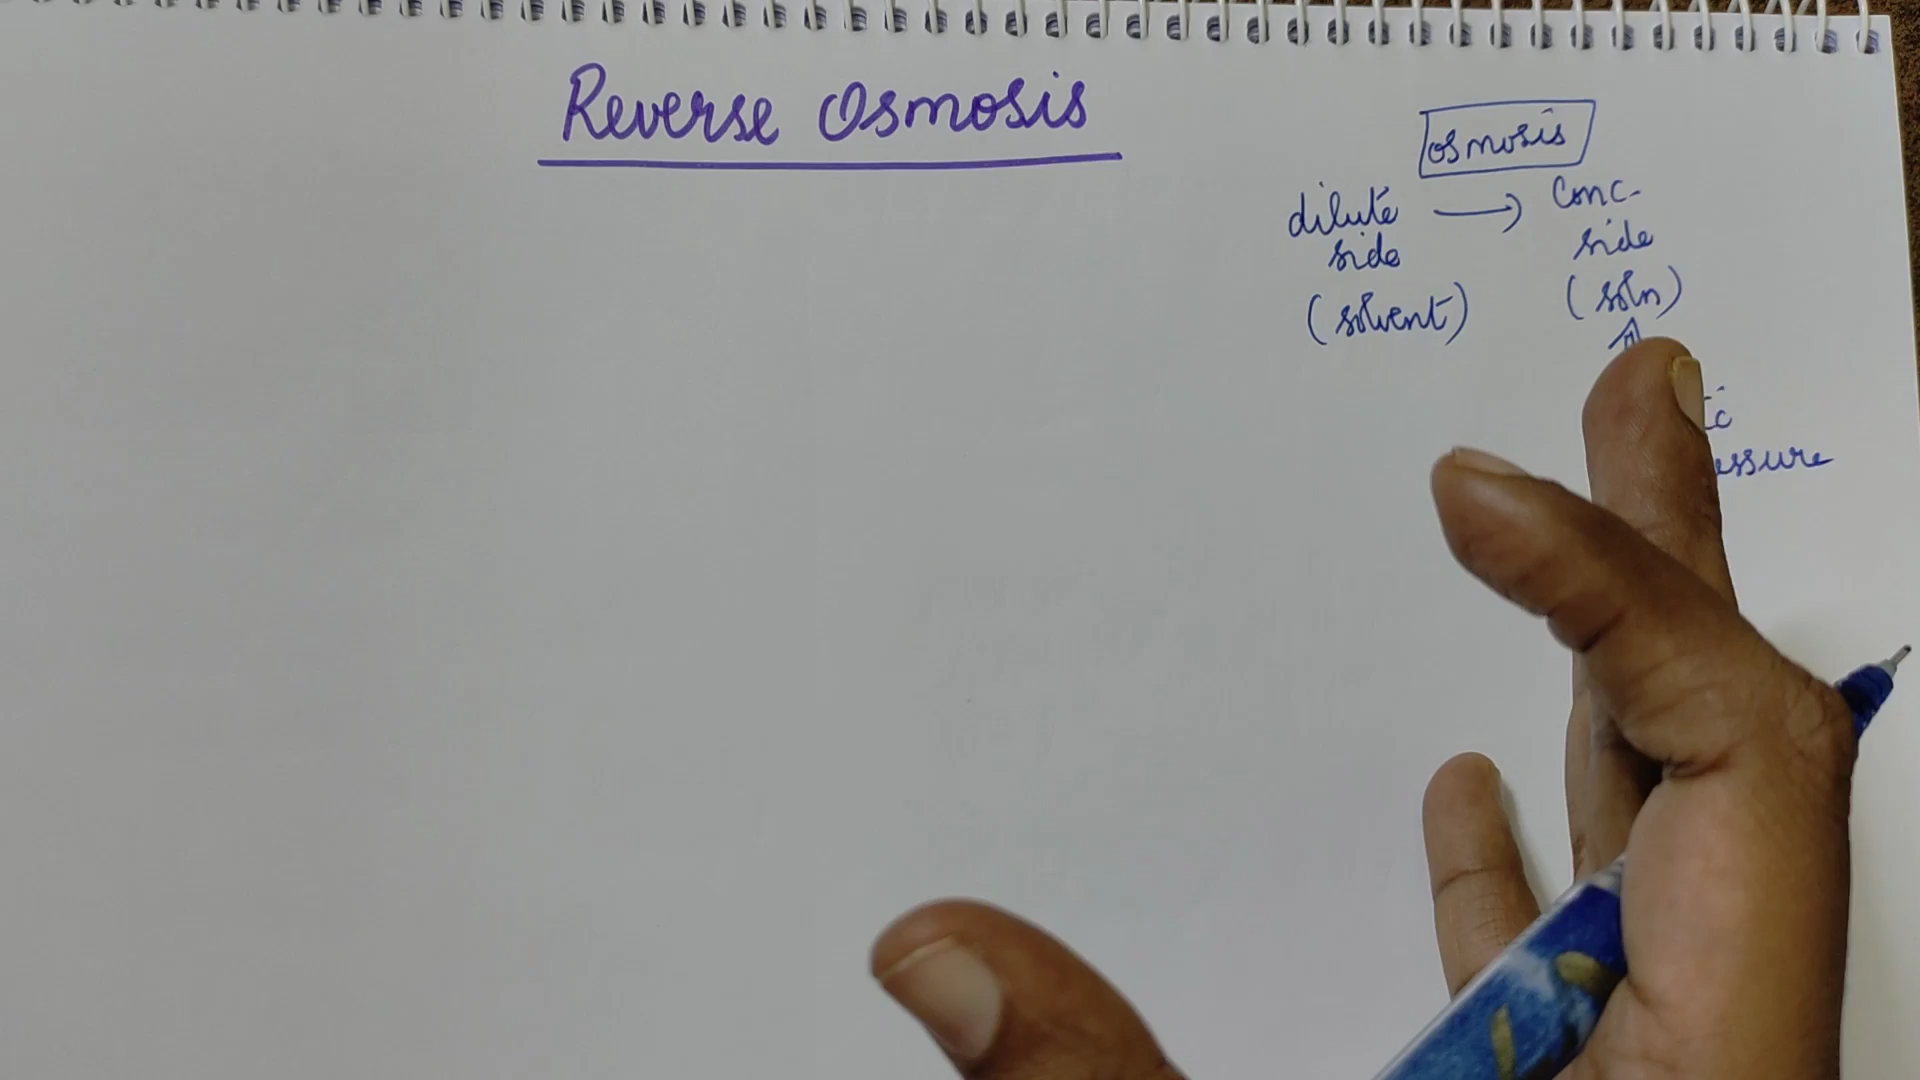 Reverse Osmosis
osmosis
dilute → conc-
side side
(solvent) (soln)